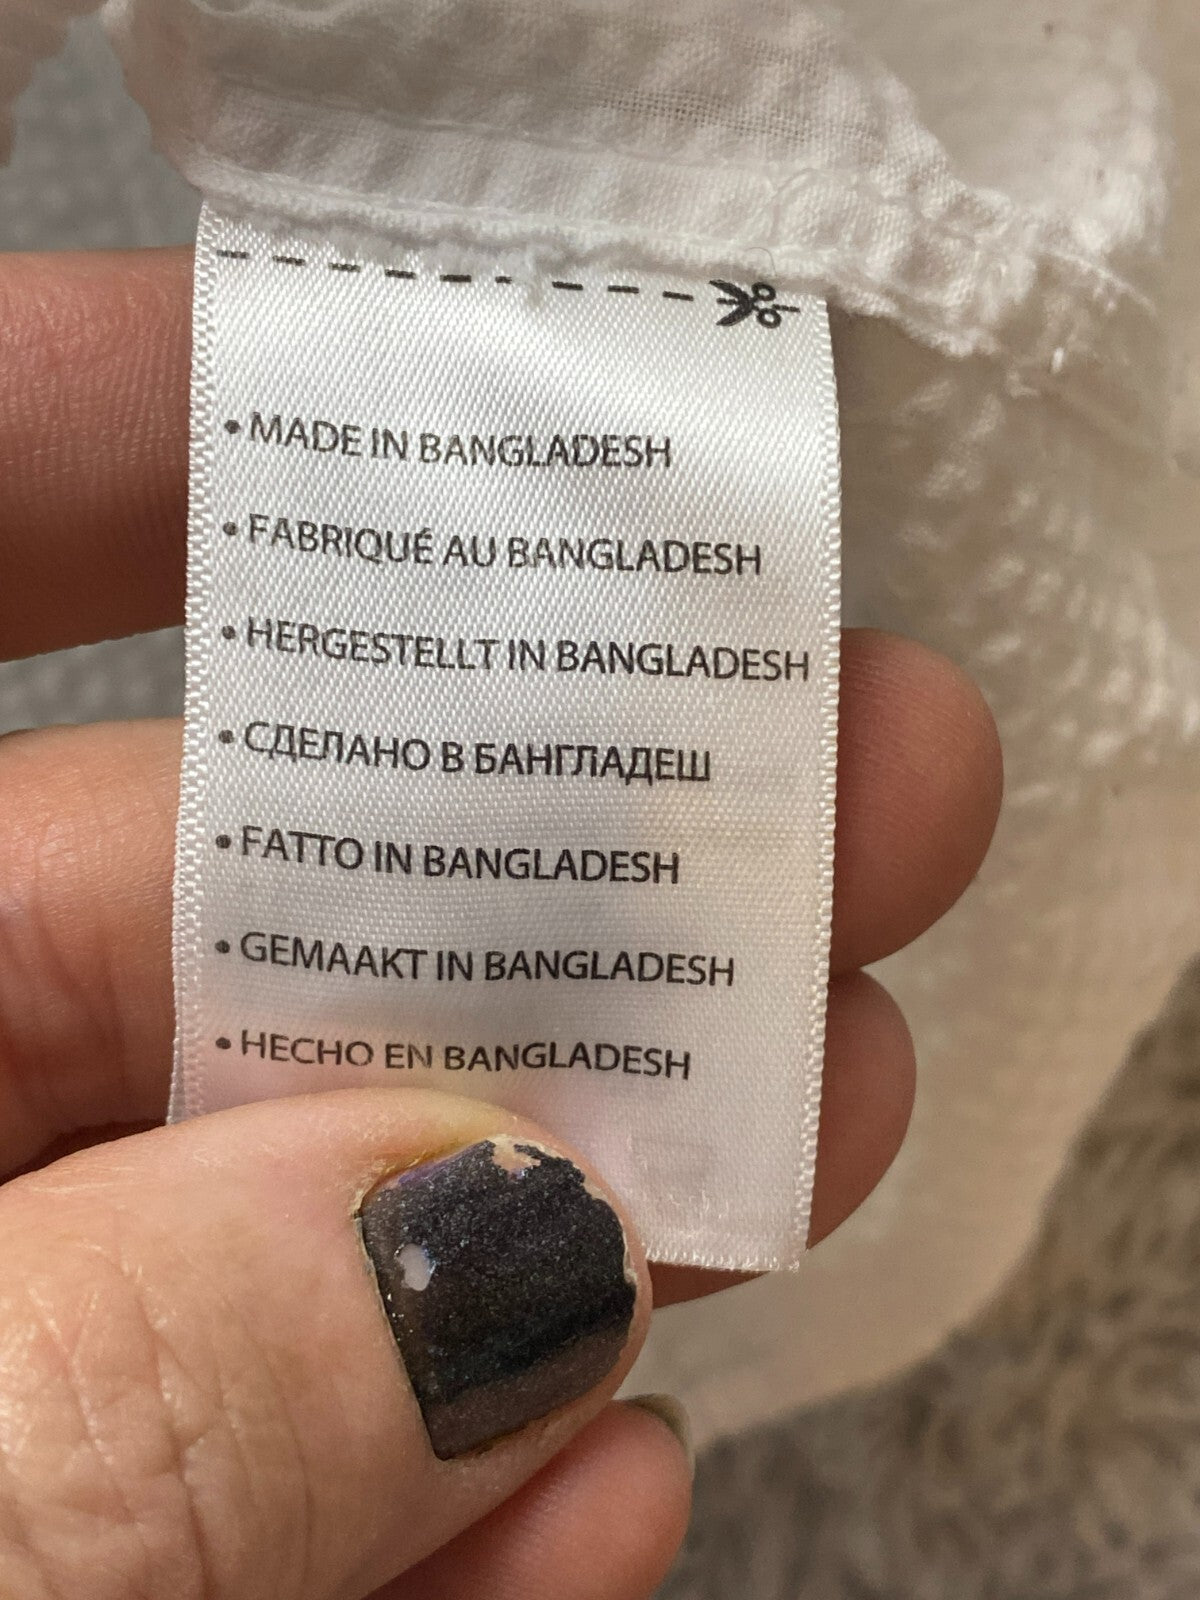 • MADE IN BANGLADESH
• FABRIQUÉ AU BANGLADESH
• HERGESTELLT IN BANGLADESH
• СДЕЛАНО В БАНГЛАДЕШ
• FATTO IN BANGLADESH
• GEMAAKT IN BANGLADESH
• HECHO EN BANGLADESH